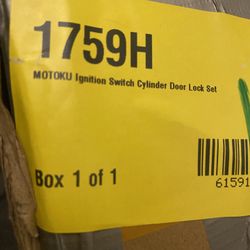 1759H
MOTOKU Ignition Switch Cylinder Door Lock Set
Box 1 of 1
61591